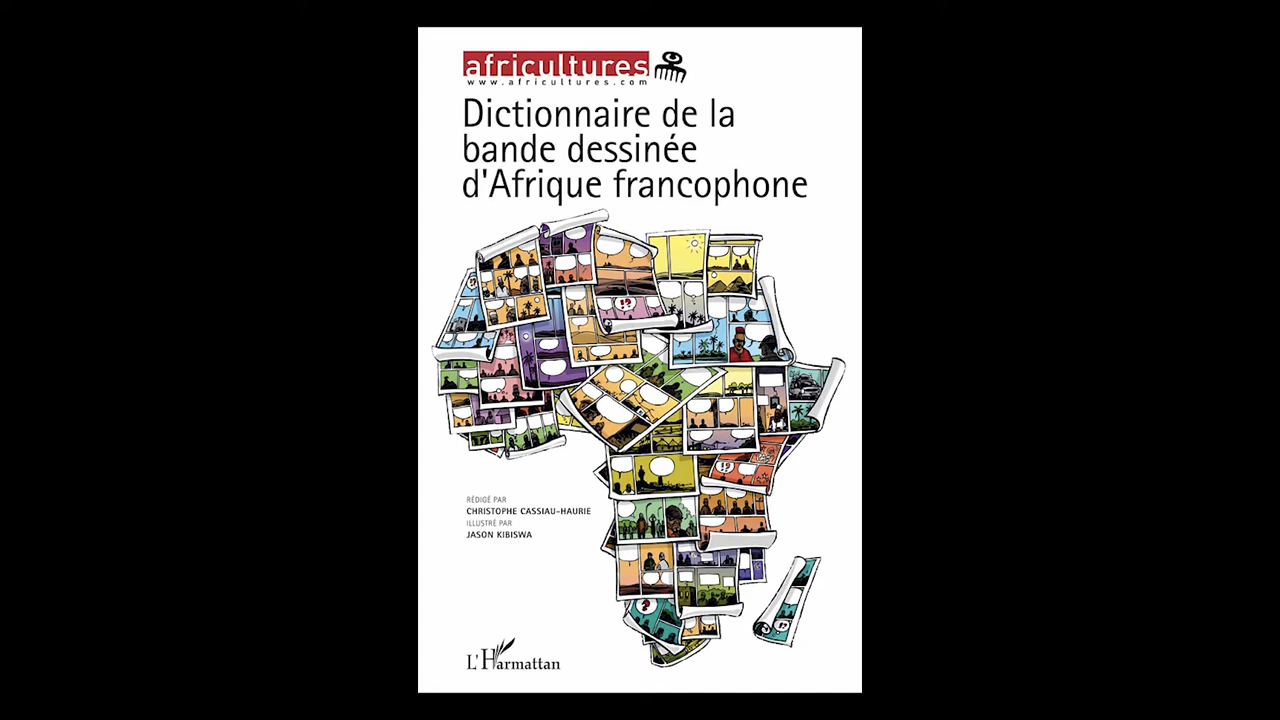 africultures
www.africultures.com
Dictionnaire de la
bande dessinée
d'Afrique francophone
!?
!?
?
!?
RÉDIGÉ PAR
CHRISTOPHE CASSIAU-HAURIE
ILLUSTRÉ PAR
JASON KIBISWA
L'Harmattan